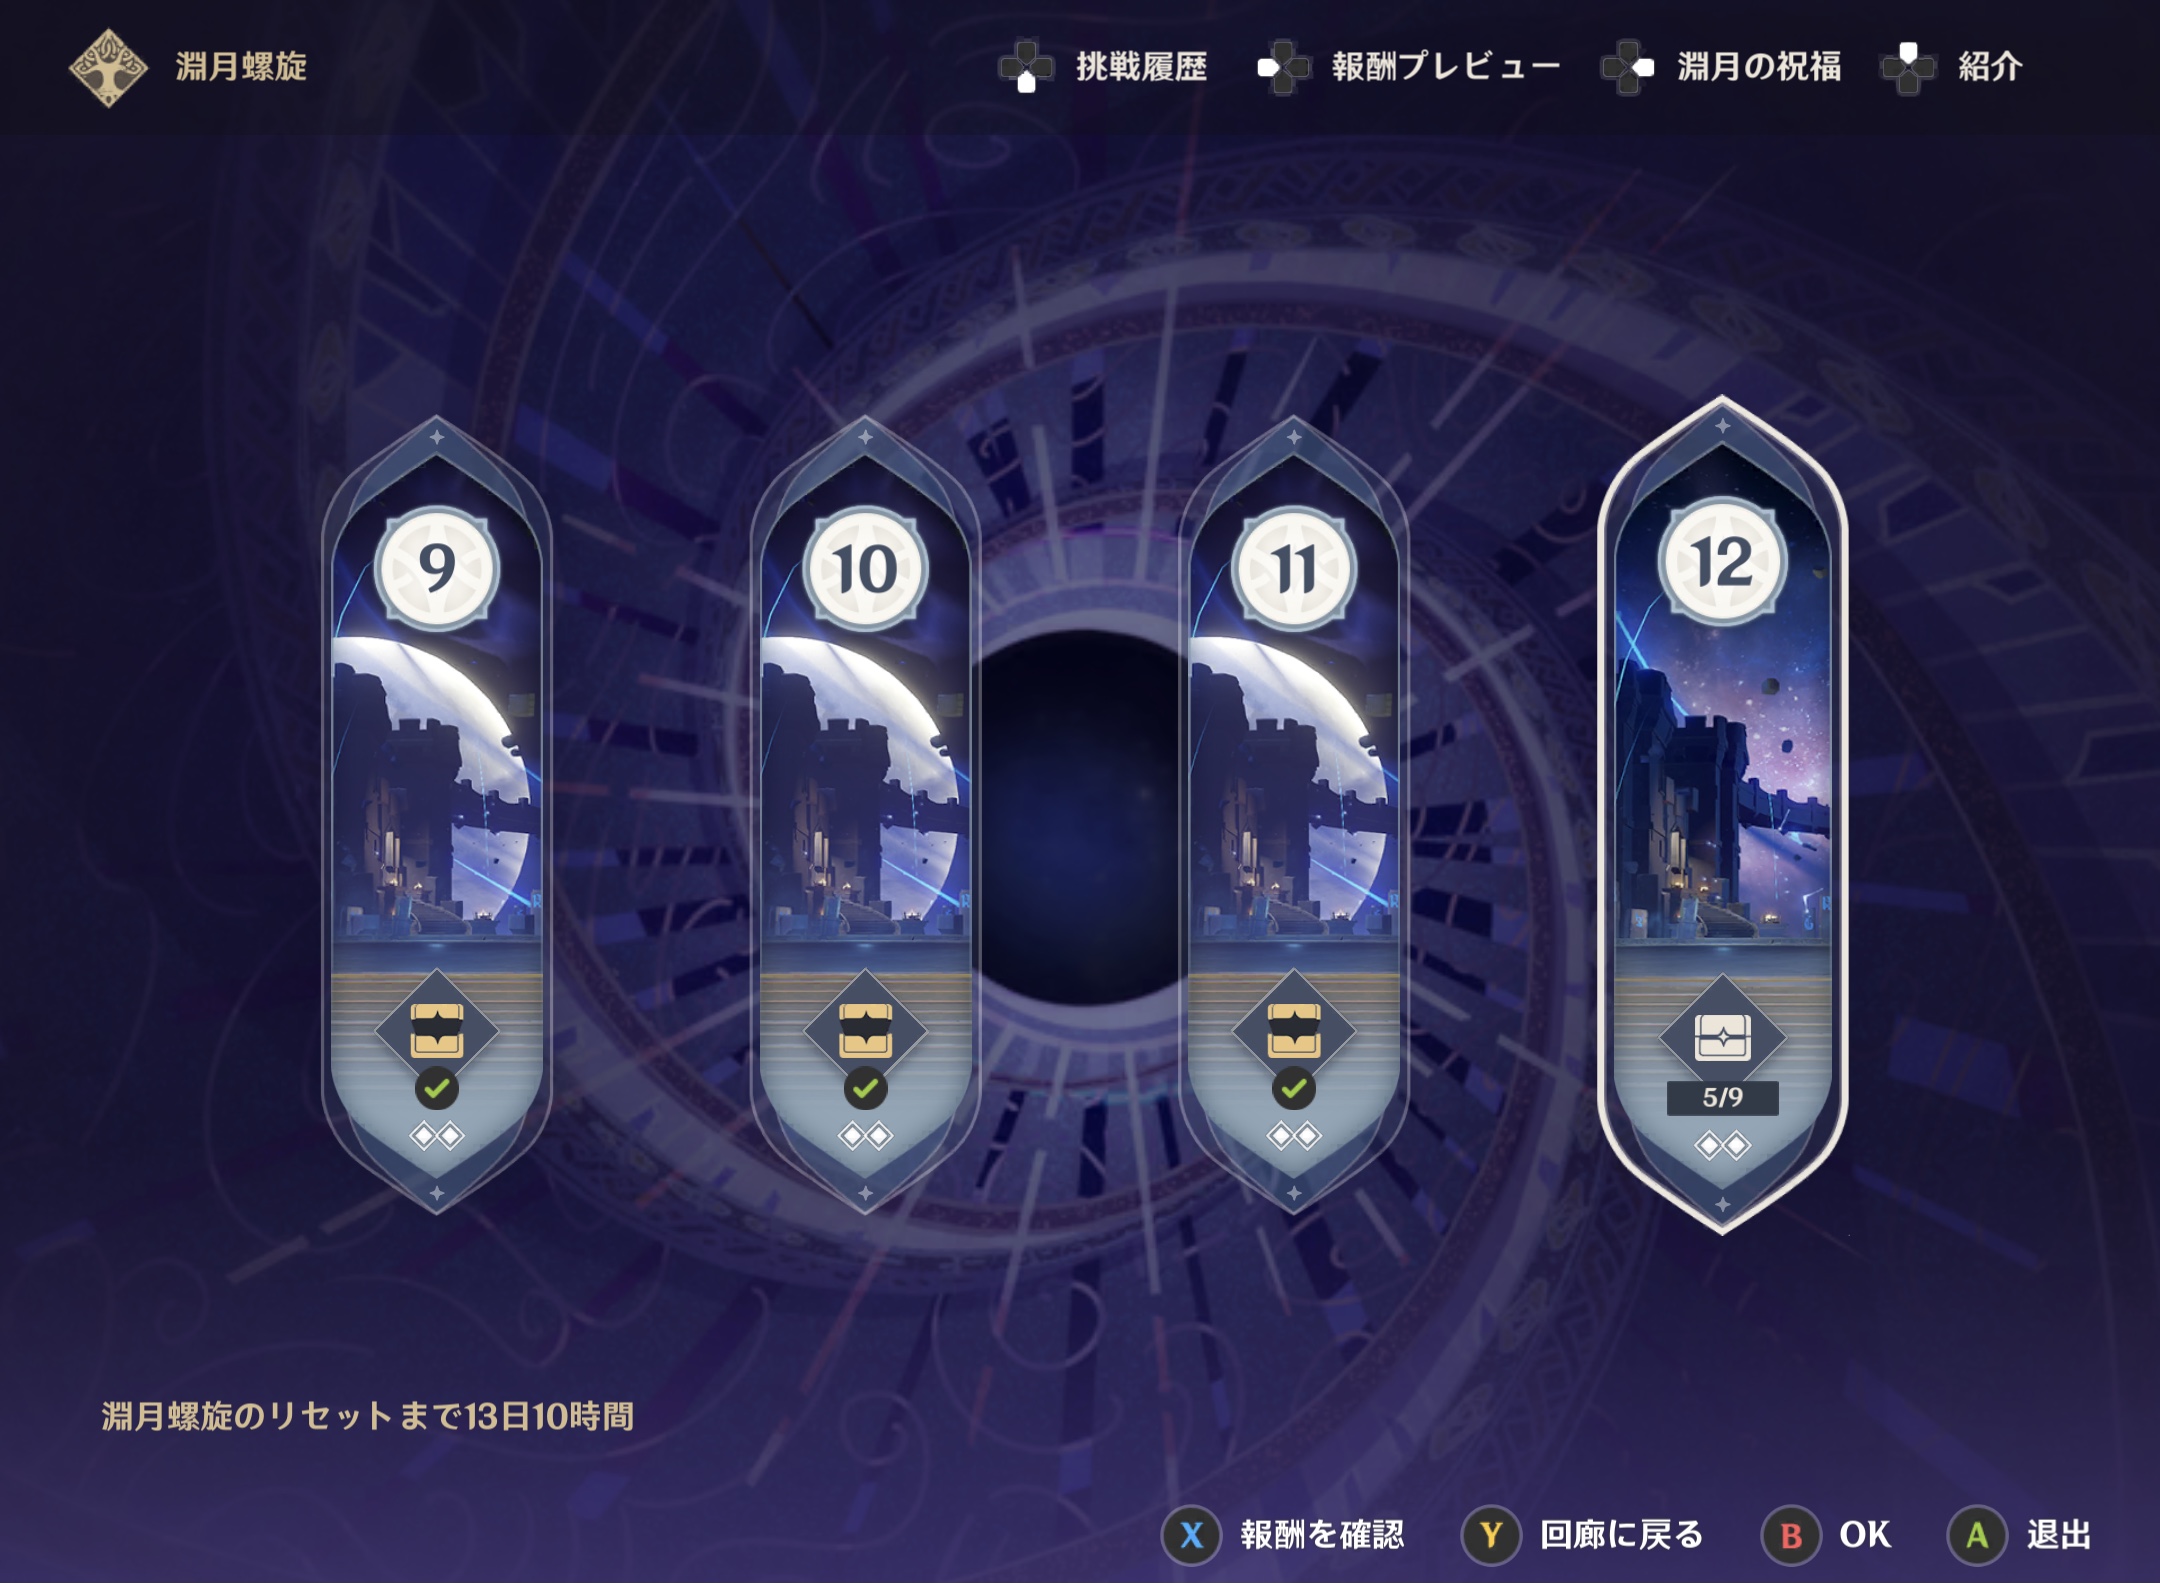 淵月螺旋
挑戦履歴 報酬プレビュー 淵月の祝福 紹介
9 10 11 12
5/9
淵月螺旋のリセットまで13日10時間
X 報酬を確認 Y 回廊に戻る B OK A 退出